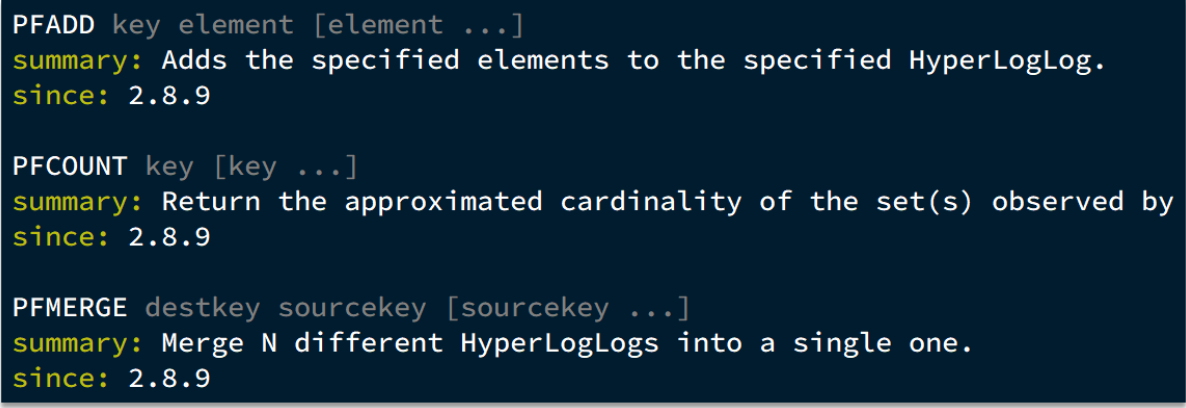 PFADD key element [element ...]
summary: Adds the specified elements to the specified HyperLogLog.
since: 2.8.9
PFCOUNT key [key ...]
summary: Return the approximated cardinality of the set(s) observed by
since: 2.8.9
PFMERGE destkey sourcekey [sourcekey ...]
summary: Merge N different HyperLogLogs into a single one.
since: 2.8.9